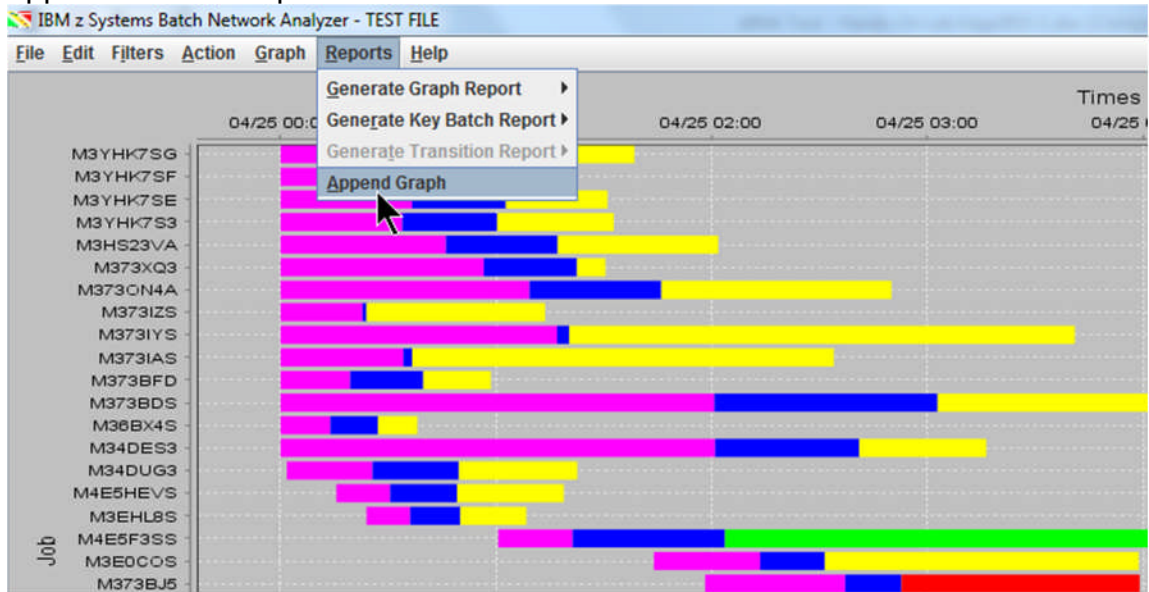 IBM z Systems Batch Network Analyzer - TEST FILE
File Edit Filters Action Graph Reports Help
Generate Graph Report
Generate Key Batch Report
Generate Transition Report
Append Graph
Times
04/25 00:0
04/25 02:00
04/25 03:00
04/25
M3YHK7SG
M3YHK7SF
M3YHK7SE
M3YHK7S3
M3HS23VA
M373XQ3
M373ON4A
M373IZS
M373IYS
M373IAS
M373BFD
M373BDS
M36BX4S
M34DES3
M34DUG3
M4E5HEVS
M3EHL8S
M4E5F3SS
M3E0COS
M373BJ5
Job